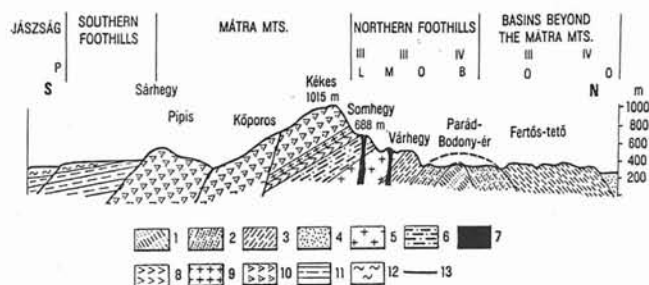 JÁSZSÁG
SOUTHERN FOOTHILLS
MÁTRA MTS.
NORTHERN FOOTHILLS
BASINS BEYOND THE MÁTRA MTS.
III III IV III IV
P L M O B O O
S N m
Sárhegy
Pipis
Kőporos
Kékes
1015 m
Somhegy
688 m
Várhegy
Parád-
Bodony-ér
Fertős-tető
1000
800
600
400
200
1 2 3 4 5 6 7
8 9 10 11 12 13